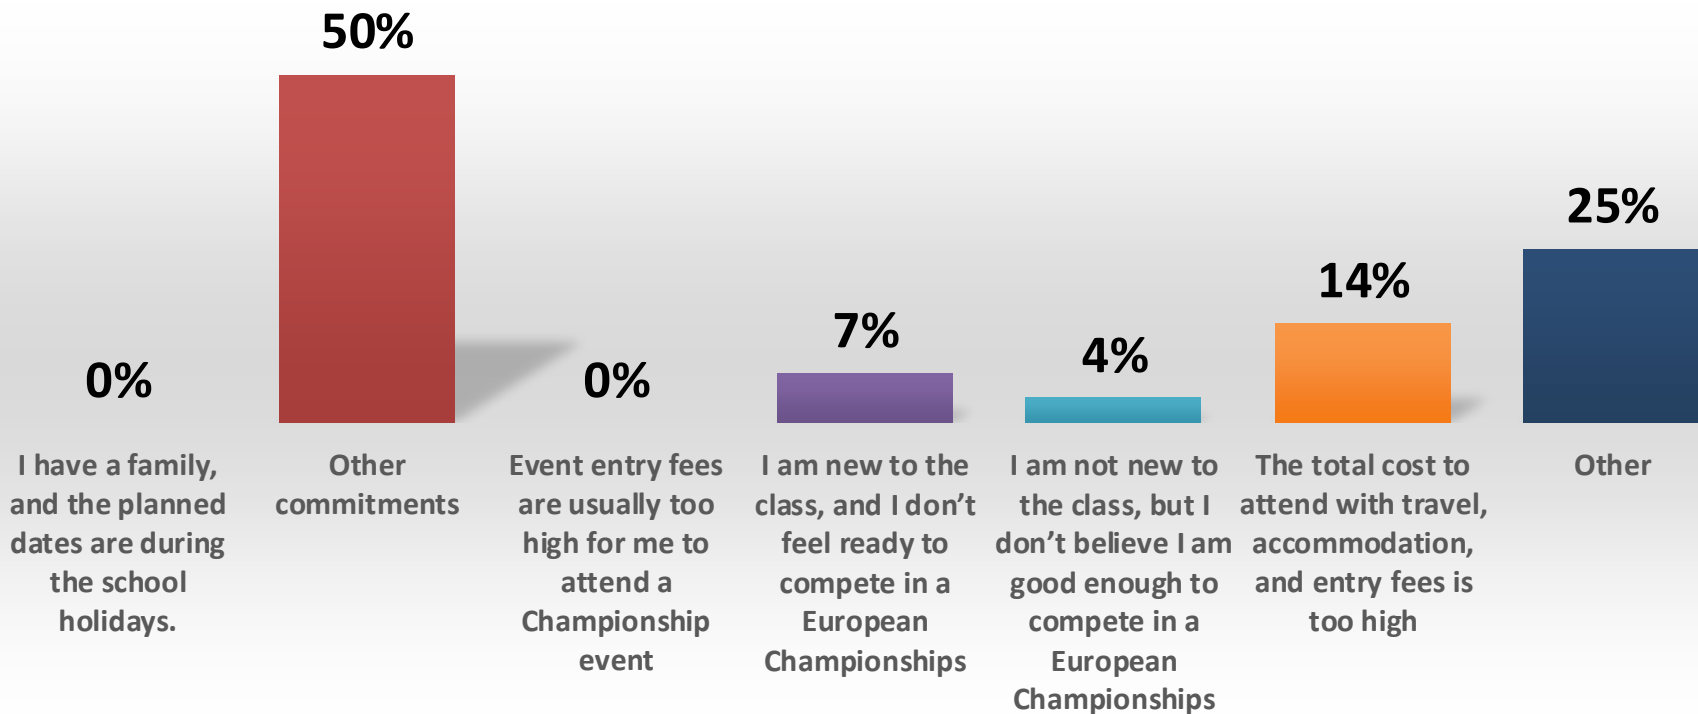 50%
25%
14%
7%
4%
0%
0%
I have a family,
and the planned
dates are during
the school
holidays.
Other
commitments
Event entry fees
are usually too
high for me to
attend a
Championship
event
I am new to the
class, and I don’t
feel ready to
compete in a
European
Championships
I am not new to
the class, but I
don’t believe I am
good enough to
compete in a
European
Championships
The total cost to
attend with travel,
accommodation,
and entry fees is
too high
Other